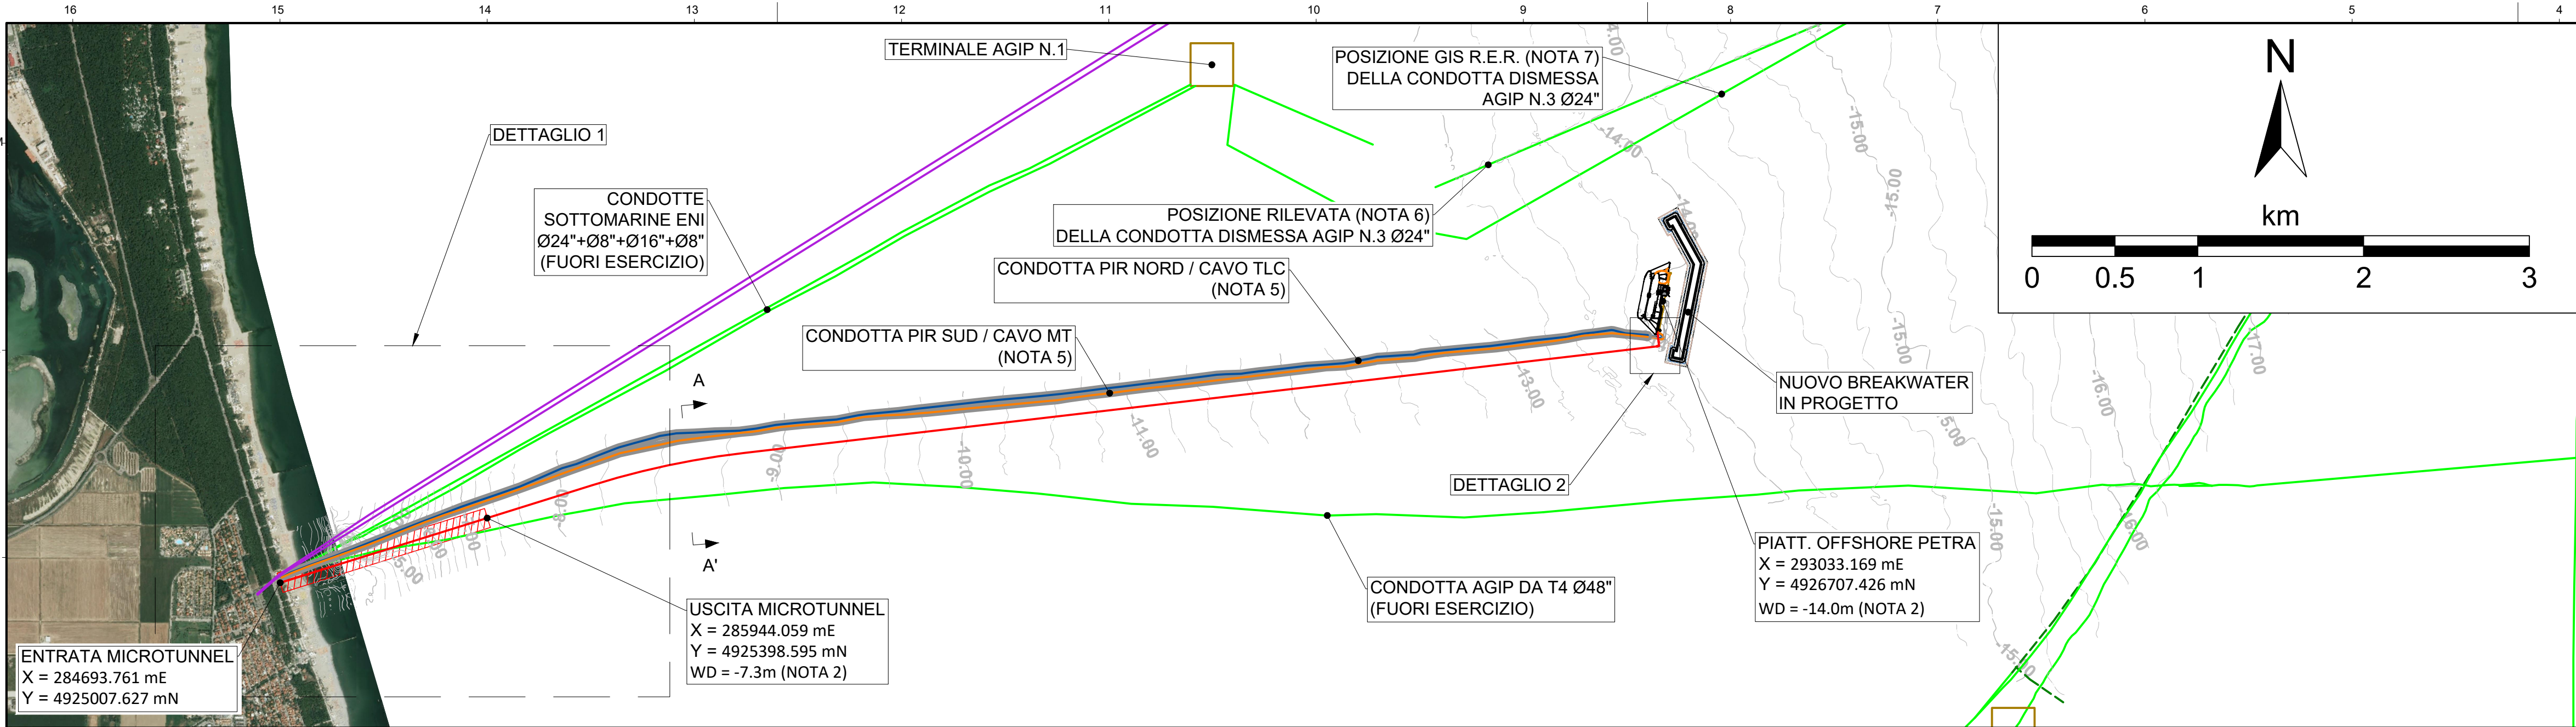 16 15 14 13 12 11 10 9 8 7 6 5 4
TERMINALE AGIP N.1
POSIZIONE GIS R.E.R. (NOTA 7)
DELLA CONDOTTA DISMESSA
AGIP N.3 Ø24"
N
DETTAGLIO 1
CONDOTTE
SOTTOMARINE ENI
Ø24"+Ø8"+Ø16"+Ø8"
(FUORI ESERCIZIO)
POSIZIONE RILEVATA (NOTA 6)
DELLA CONDOTTA DISMESSA AGIP N.3 Ø24"
km
0 0.5 1 2 3
CONDOTTA PIR NORD / CAVO TLC
(NOTA 5)
CONDOTTA PIR SUD / CAVO MT
(NOTA 5)
NUOVO BREAKWATER
IN PROGETTO
A
A'
DETTAGLIO 2
PIATT. OFFSHORE PETRA
X = 293033.169 mE
Y = 4926707.426 mN
WD = -14.0m (NOTA 2)
CONDOTTA AGIP DA T4 Ø48"
(FUORI ESERCIZIO)
USCITA MICROTUNNEL
X = 285944.059 mE
Y = 4925398.595 mN
WD = -7.3m (NOTA 2)
ENTRATA MICROTUNNEL
X = 284693.761 mE
Y = 4925007.627 mN
-14.00
-14.00
-15.00
-15.00
-15.00
-17.00
-16.00
-13.00
-11.00
-10.00
-9.00
-8.00
-15.00
-16.00